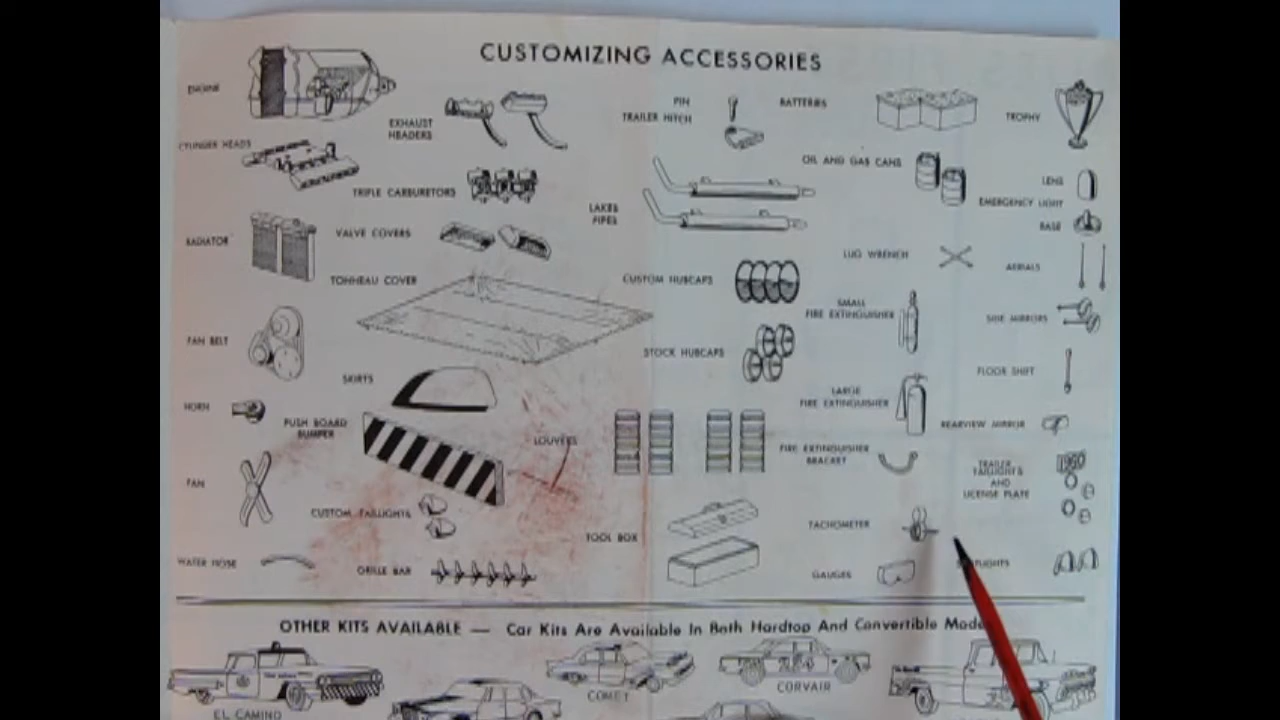 CUSTOMIZING ACCESSORIES
ENGINE
EXHAUST
HEADERS
CYLINDER HEADS
TRIPLE CARBURETORS
RADIATOR
VALVE COVERS
TONNEAU COVER
FAN BELT
SKIRTS
HORN
PUSH BOARD
BUMPER
FAN
CUSTOM TAILLIGHTS
WATER HOSE
GRILLE BAR
PIN
TRAILER HITCH
LAKES
PIPES
CUSTOM HUBCAPS
STOCK HUBCAPS
LOUVERS
TOOL BOX
BATTERIES
OIL AND GAS CANS
LUG WRENCH
SMALL
FIRE EXTINGUISHER
LARGE
FIRE EXTINGUISHER
FIRE EXTINGUISHER
BRACKET
TACHOMETER
GAUGES
TROPHY
LENS
EMERGENCY LIGHT
BASE
AERIALS
SIDE MIRRORS
FLOOR SHIFT
REARVIEW MIRROR
TRAILER
TAILLIGHTS
AND
LICENSE PLATE
1960
OTHER KITS AVAILABLE — Car Kits Are Available In Both Hardtop And Convertible
EL CAMINO
COMET
CORVAIR